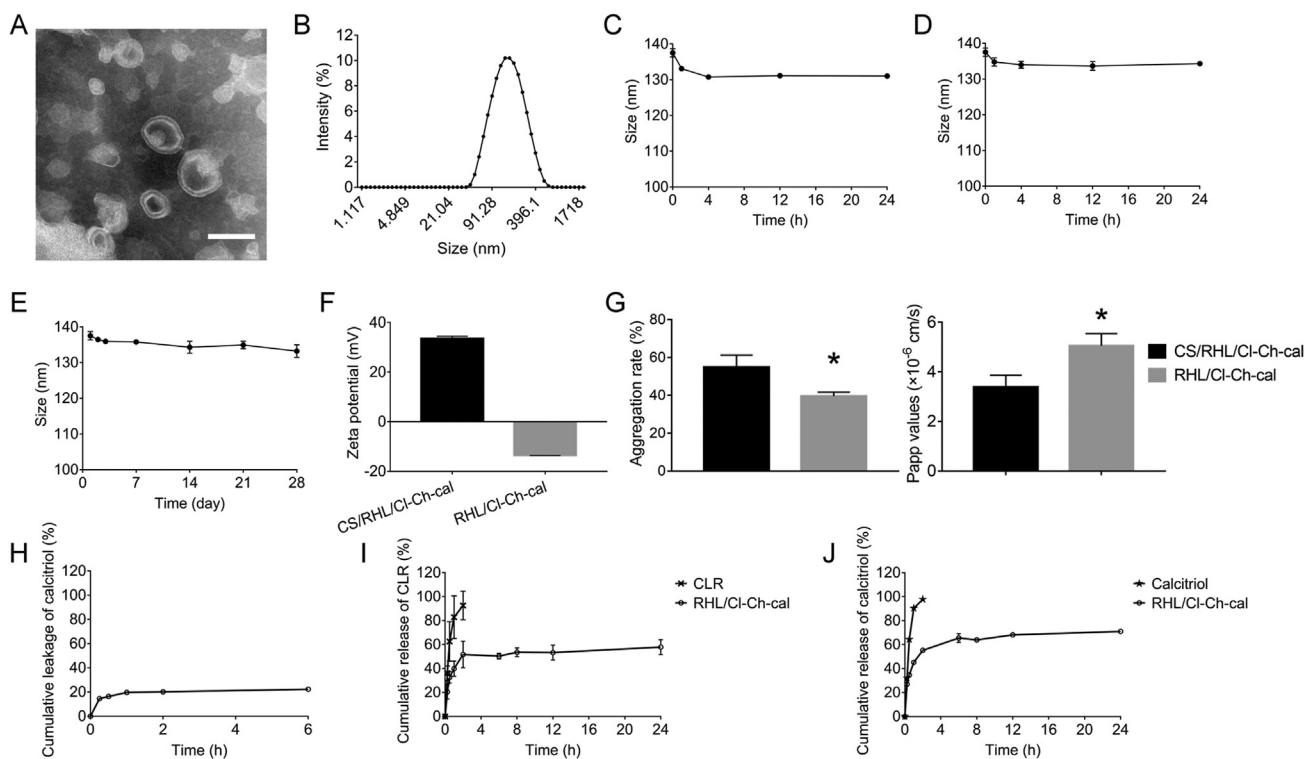 A
B
Intensity (%)
12
10
8
6
4
2
0
1.117
4.849
21.04
91.28
396.1
1718
Size (nm)
C
Size (nm)
140
130
120
110
100
0 4 8 12 16 20 24
Time (h)
D
Size (nm)
140
130
120
110
100
0 4 8 12 16 20 24
Time (h)
E
Size (nm)
140
135
130
120
100
0 7 14 21 28
Time (day)
F
Zeta potential (mV)
40
20
0
-20
CS/RHL/Cl-Ch-cal
RHL/Cl-Ch-cal
G
Aggregation rate (%)
80
60
40
20
0
*
Papp values (×10-6 cm/s)
6
4
2
0
*
CS/RHL/Cl-Ch-cal
RHL/Cl-Ch-cal
H
Cumulative leakage of calcitriol (%)
120
100
80
60
40
20
0
0 2 4 6
Time (h)
I
Cumulative release of CLR (%)
120
100
80
60
40
20
0
0 4 8 12 16 20 24
Time (h)
CLR
RHL/Cl-Ch-cal
J
Cumulative release of calcitriol (%)
120
100
80
60
40
20
0
0 4 8 12 16 20 24
Time (h)
Calcitriol
RHL/Cl-Ch-cal